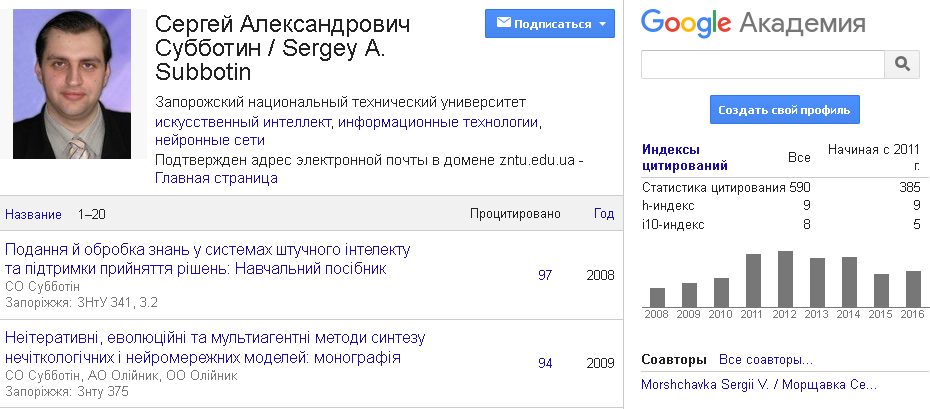 Сергей Александрович
Субботин / Sergey A.
Subbotin
Подписаться
Запорожский национальный технический университет
искусственный интеллект, информационные технологии,
нейронные сети
Подтвержден адрес электронной почты в домене zntu.edu.ua -
Главная страница
Название 1–20 Процитировано Год
Подання й обробка знань у системах штучного інтелекту
та підтримки прийняття рішень: Навчальний посібник 97 2008
СО Субботін
Запоріжжя: ЗНтУ 341, 3.2
Неітеративні, еволюційні та мультиагентні методи синтезу
нечіткологічних і нейромережних моделей: монографія 94 2009
СО Субботін, АО Олійник, ОО Олійник
Запоріжжя: Знту 375
Google Академия
Создать свой профиль
Индексы
цитирований Все Начиная с 2011
г.
Статистика цитирования 590 385
h-индекс 9 9
i10-индекс 8 5
2008 2009 2010 2011 2012 2013 2014 2015 2016
Соавторы Все соавторы...
Morshchavka Sergii V. / Морщавка Се...